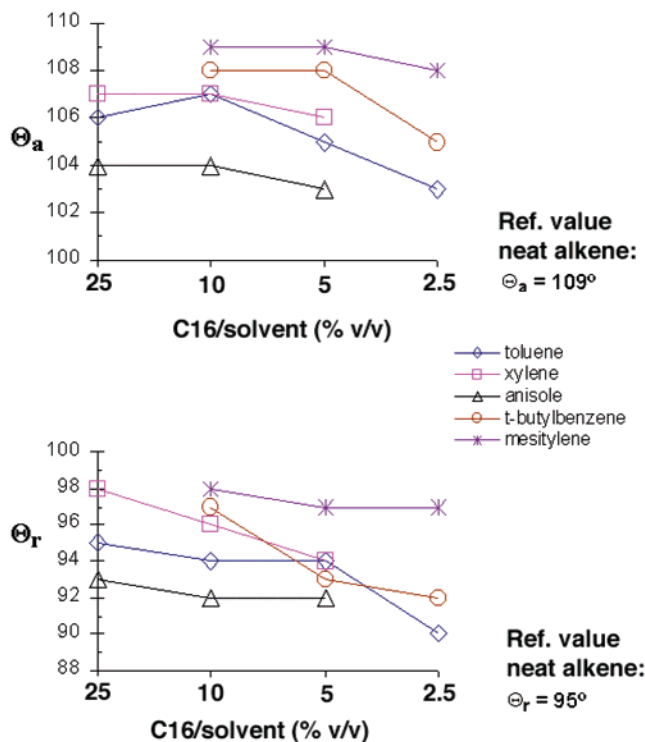 110
108
106
Θa
104
102
100
25
10
5
2.5
C16/solvent (% v/v)
Ref. value
neat alkene:
Θa = 109º
toluene
xylene
anisole
t-butylbenzene
mesitylene
100
98
96
Θr
94
92
90
88
25
10
5
2.5
C16/solvent (% v/v)
Ref. value
neat alkene:
Θr = 95º